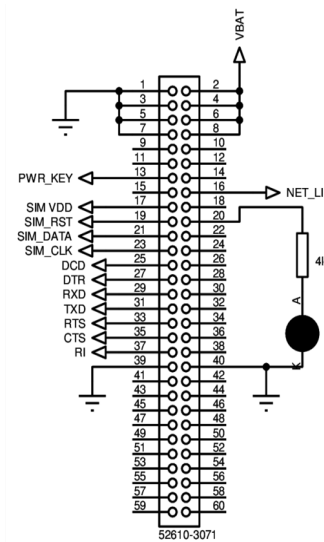 VBAT
1 2
3 4
5 6
7 8
9 10
11 12
PWR_KEY 13 14
15 16 NET_LI
SIM VDD 17 18
SIM_RST 19 20
SIM_DATA 21 22
SIM_CLK 23 24
DCD 25 26
DTR 27 28
RXD 29 30
TXD 31 32
RTS 33 34
CTS 35 36
RI 37 38
39 40
41 42
43 44
45 46
47 48
49 50
51 52
53 54
55 56
57 58
59 60
4
A
K
52610-3071